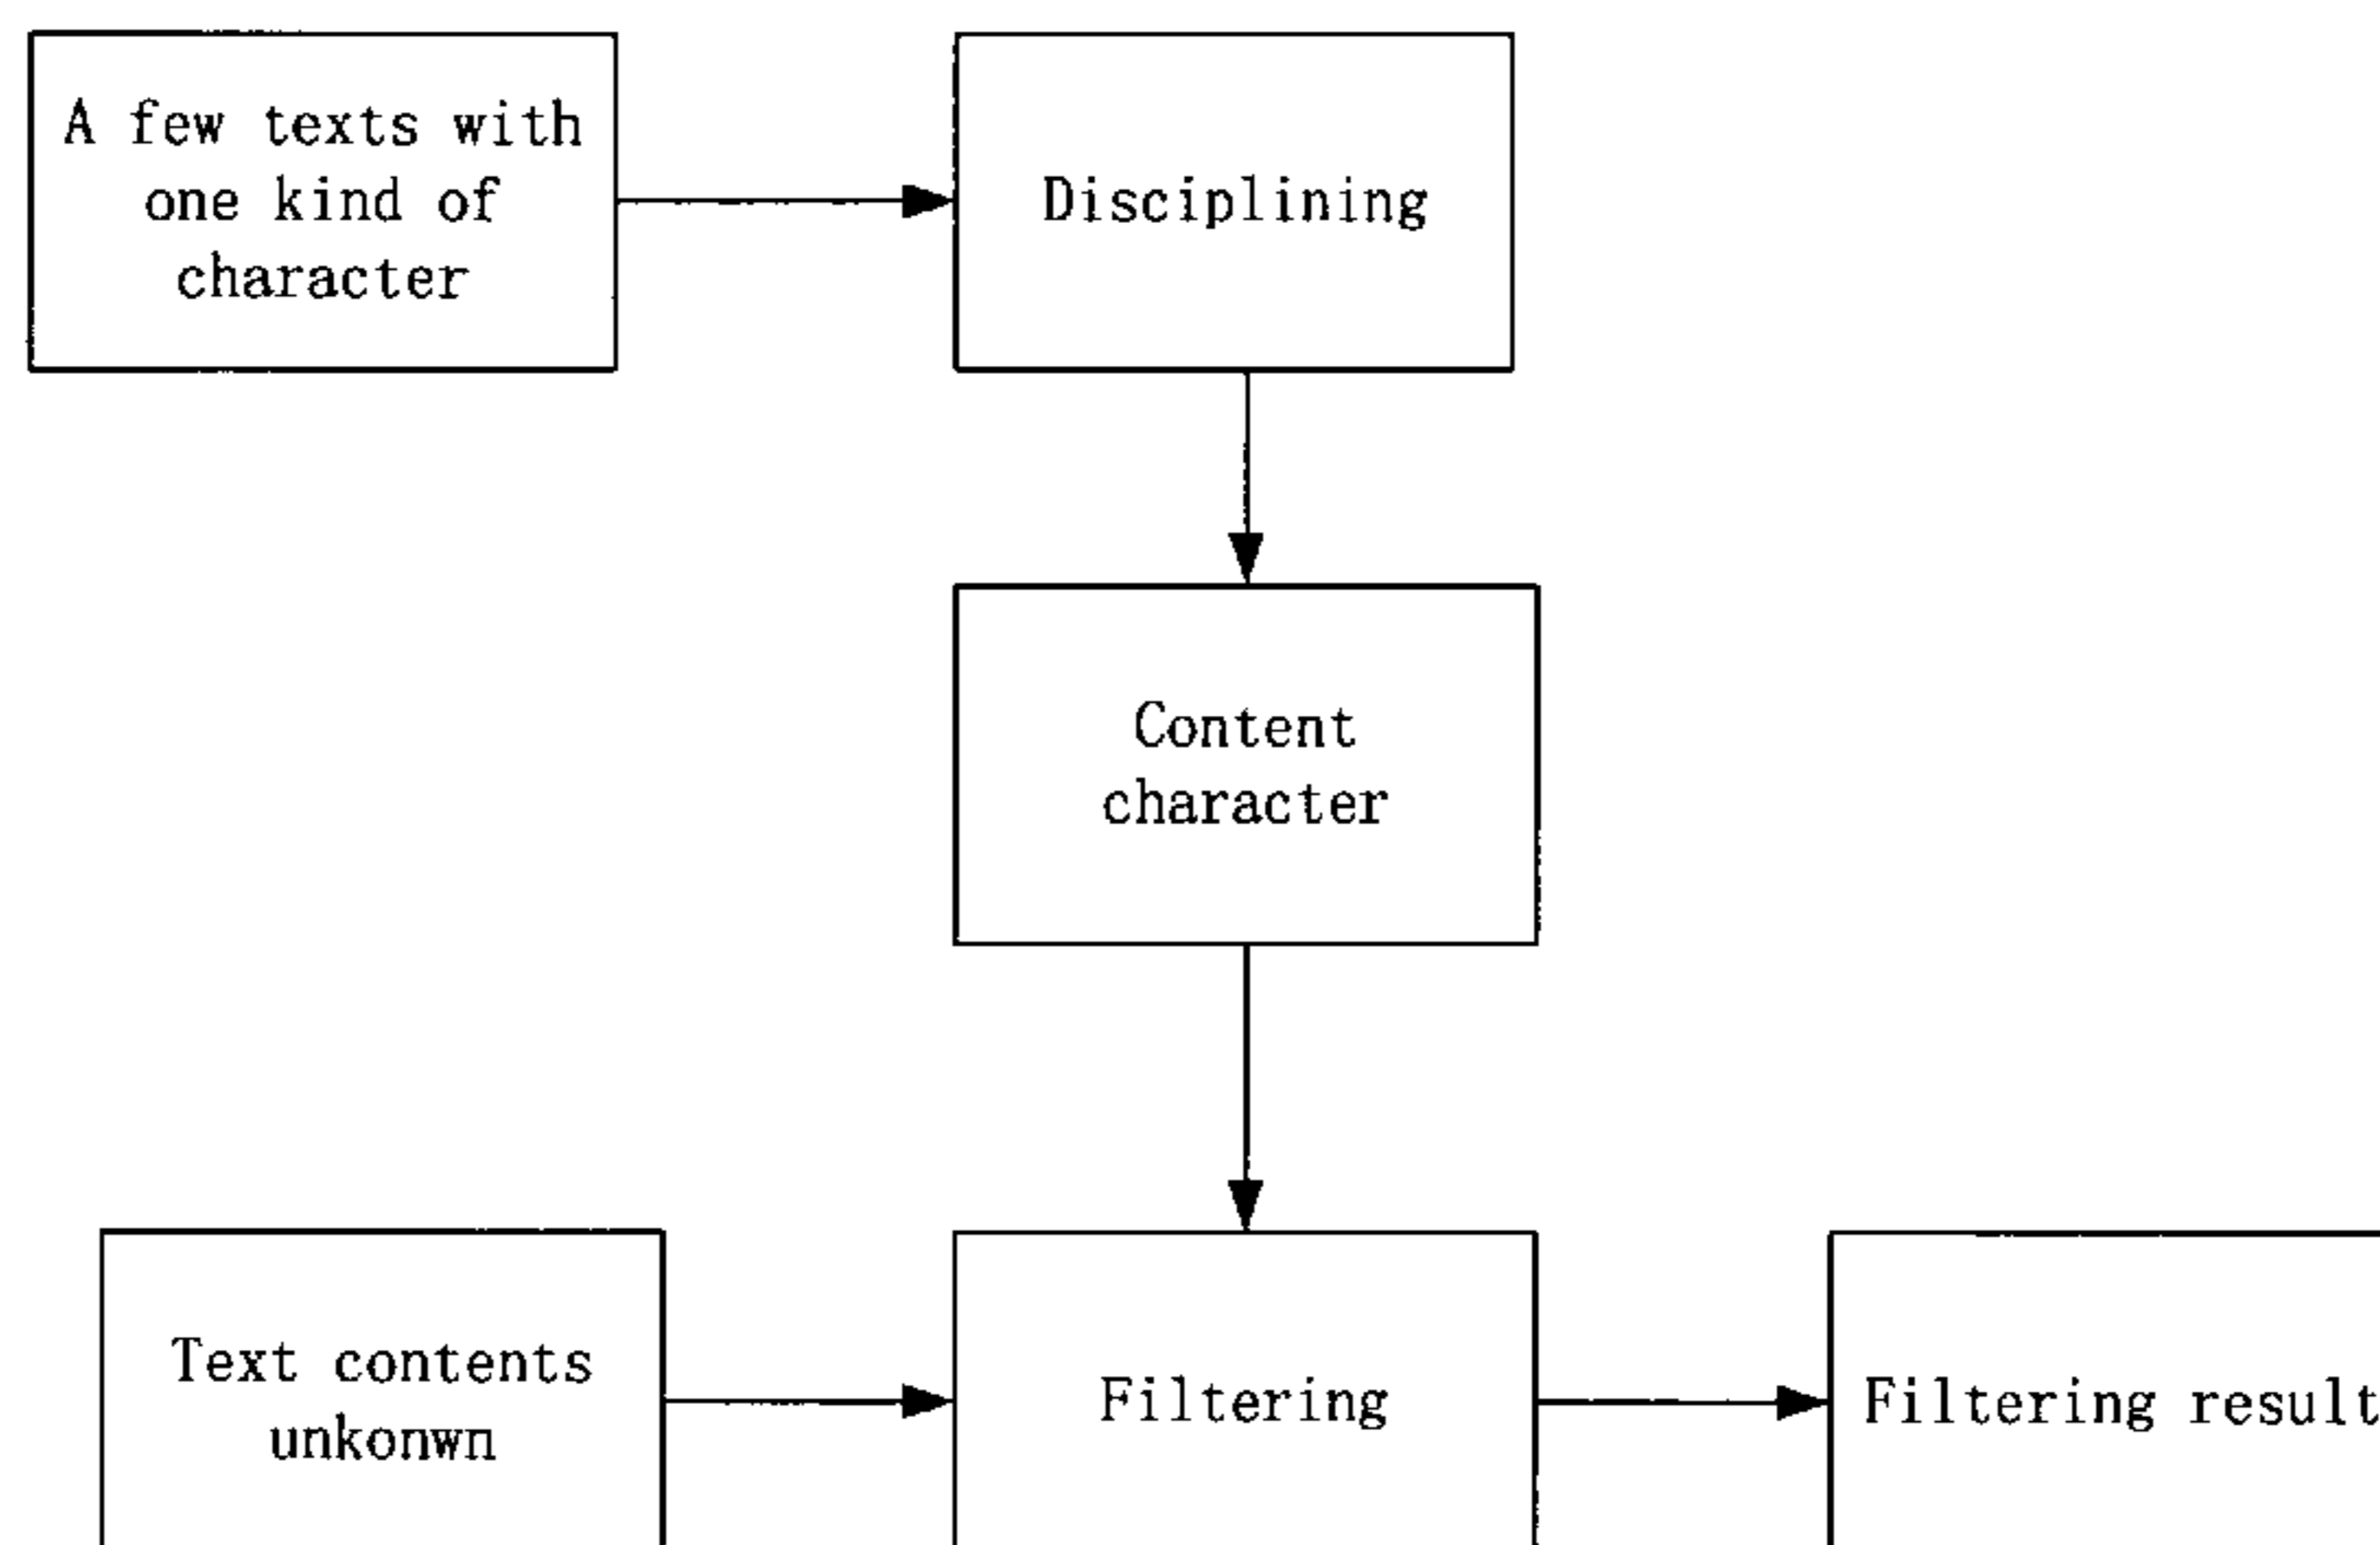 A few texts with
one kind of
character
Disciplining
Content
character
Text contents
unkonwn
Filtering
Filtering result